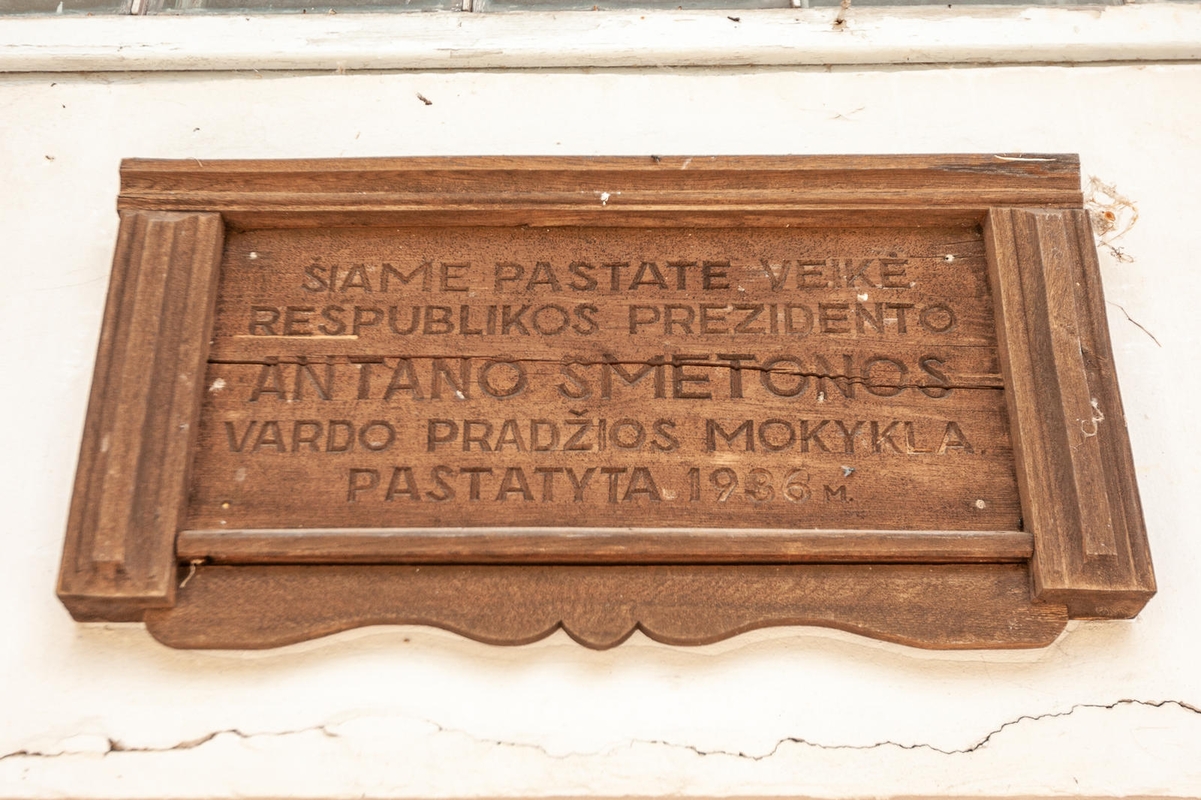 ŠIAME PASTATE VEIKĖ
RESPUBLIKOS PREZIDENTO
ANTANO SMETONOS
VARDO PRADŽIOS MOKYKLA.
PASTATYTA 1936 M.